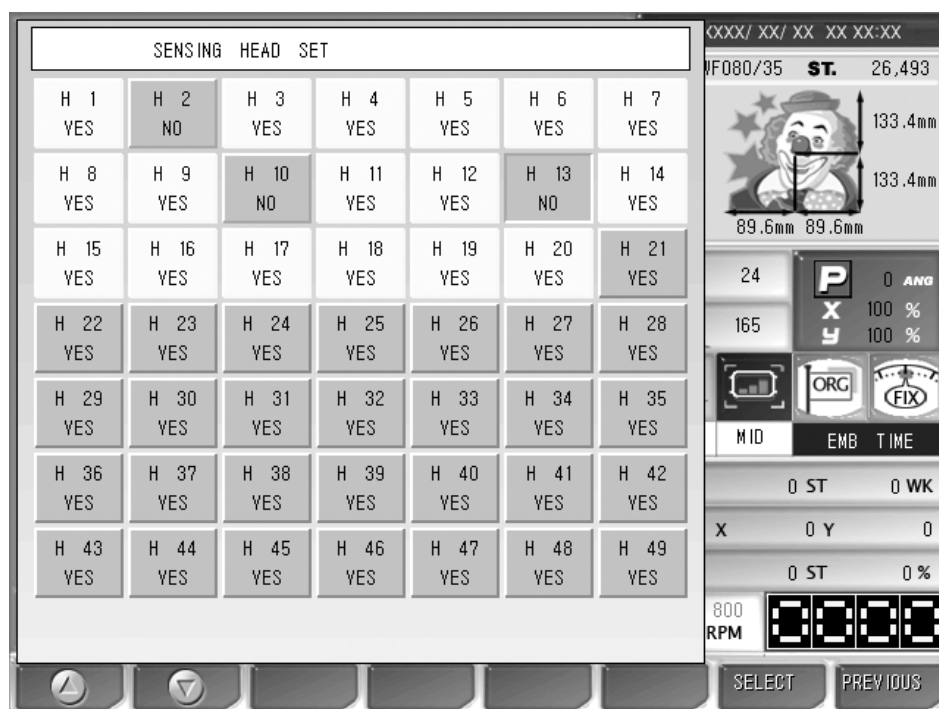 SENSING HEAD SET
H 1 H 2 H 3 H 4 H 5 H 6 H 7
YES NO YES YES YES YES YES
H 8 H 9 H 10 H 11 H 12 H 13 H 14
YES YES NO YES YES NO YES
H 15 H 16 H 17 H 18 H 19 H 20 H 21
YES YES YES YES YES YES YES
H 22 H 23 H 24 H 25 H 26 H 27 H 28
YES YES YES YES YES YES YES
H 29 H 30 H 31 H 32 H 33 H 34 H 35
YES YES YES YES YES YES YES
H 36 H 37 H 38 H 39 H 40 H 41 H 42
YES YES YES YES YES YES YES
H 43 H 44 H 45 H 46 H 47 H 48 H 49
YES YES YES YES YES YES YES
XXX/ XX/ XX XX XX:XX
F080/35 ST. 26,493
133.4mm
133.4mm
89.6mm 89.6mm
24
165
P 0 ANG
X 100 %
y 100 %
ORG
FIX
MID
EMB TIME
0 ST 0 WK
X 0 Y 0
0 ST 0 %
800
RPM
0000
SELECT PREVIOUS